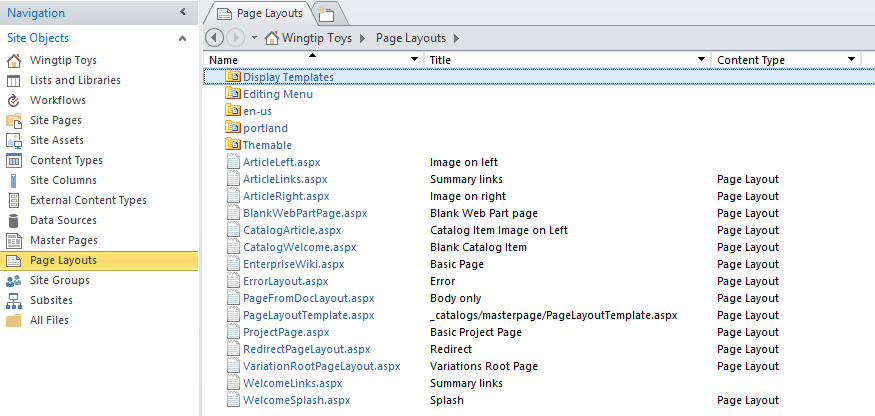 Navigation
Site Objects
Wingtip Toys
Lists and Libraries
Workflows
Site Pages
Site Assets
Content Types
Site Columns
External Content Types
Data Sources
Master Pages
Page Layouts
Site Groups
Subsites
All Files
Page Layouts
Wingtip Toys Page Layouts
Name Title Content Type
Display Templates
Editing Menu
en-us
portland
Themable
ArticleLeft.aspx Image on left
ArticleLinks.aspx Summary links Page Layout
ArticleRight.aspx Image on right Page Layout
BlankWebPartPage.aspx Blank Web Part page Page Layout
CatalogArticle.aspx Catalog Item Image on Left Page Layout
CatalogWelcome.aspx Blank Catalog Item Page Layout
EnterpriseWiki.aspx Basic Page Page Layout
ErrorLayout.aspx Error Page Layout
PageFromDocLayout.aspx Body only Page Layout
PageLayoutTemplate.aspx _catalogs/masterpage/PageLayoutTemplate.aspx Page Layout
ProjectPage.aspx Basic Project Page Page Layout
RedirectPageLayout.aspx Redirect Page Layout
VariationRootPageLayout.aspx Variations Root Page Page Layout
WelcomeLinks.aspx Summary links
WelcomeSplash.aspx Splash Page Layout